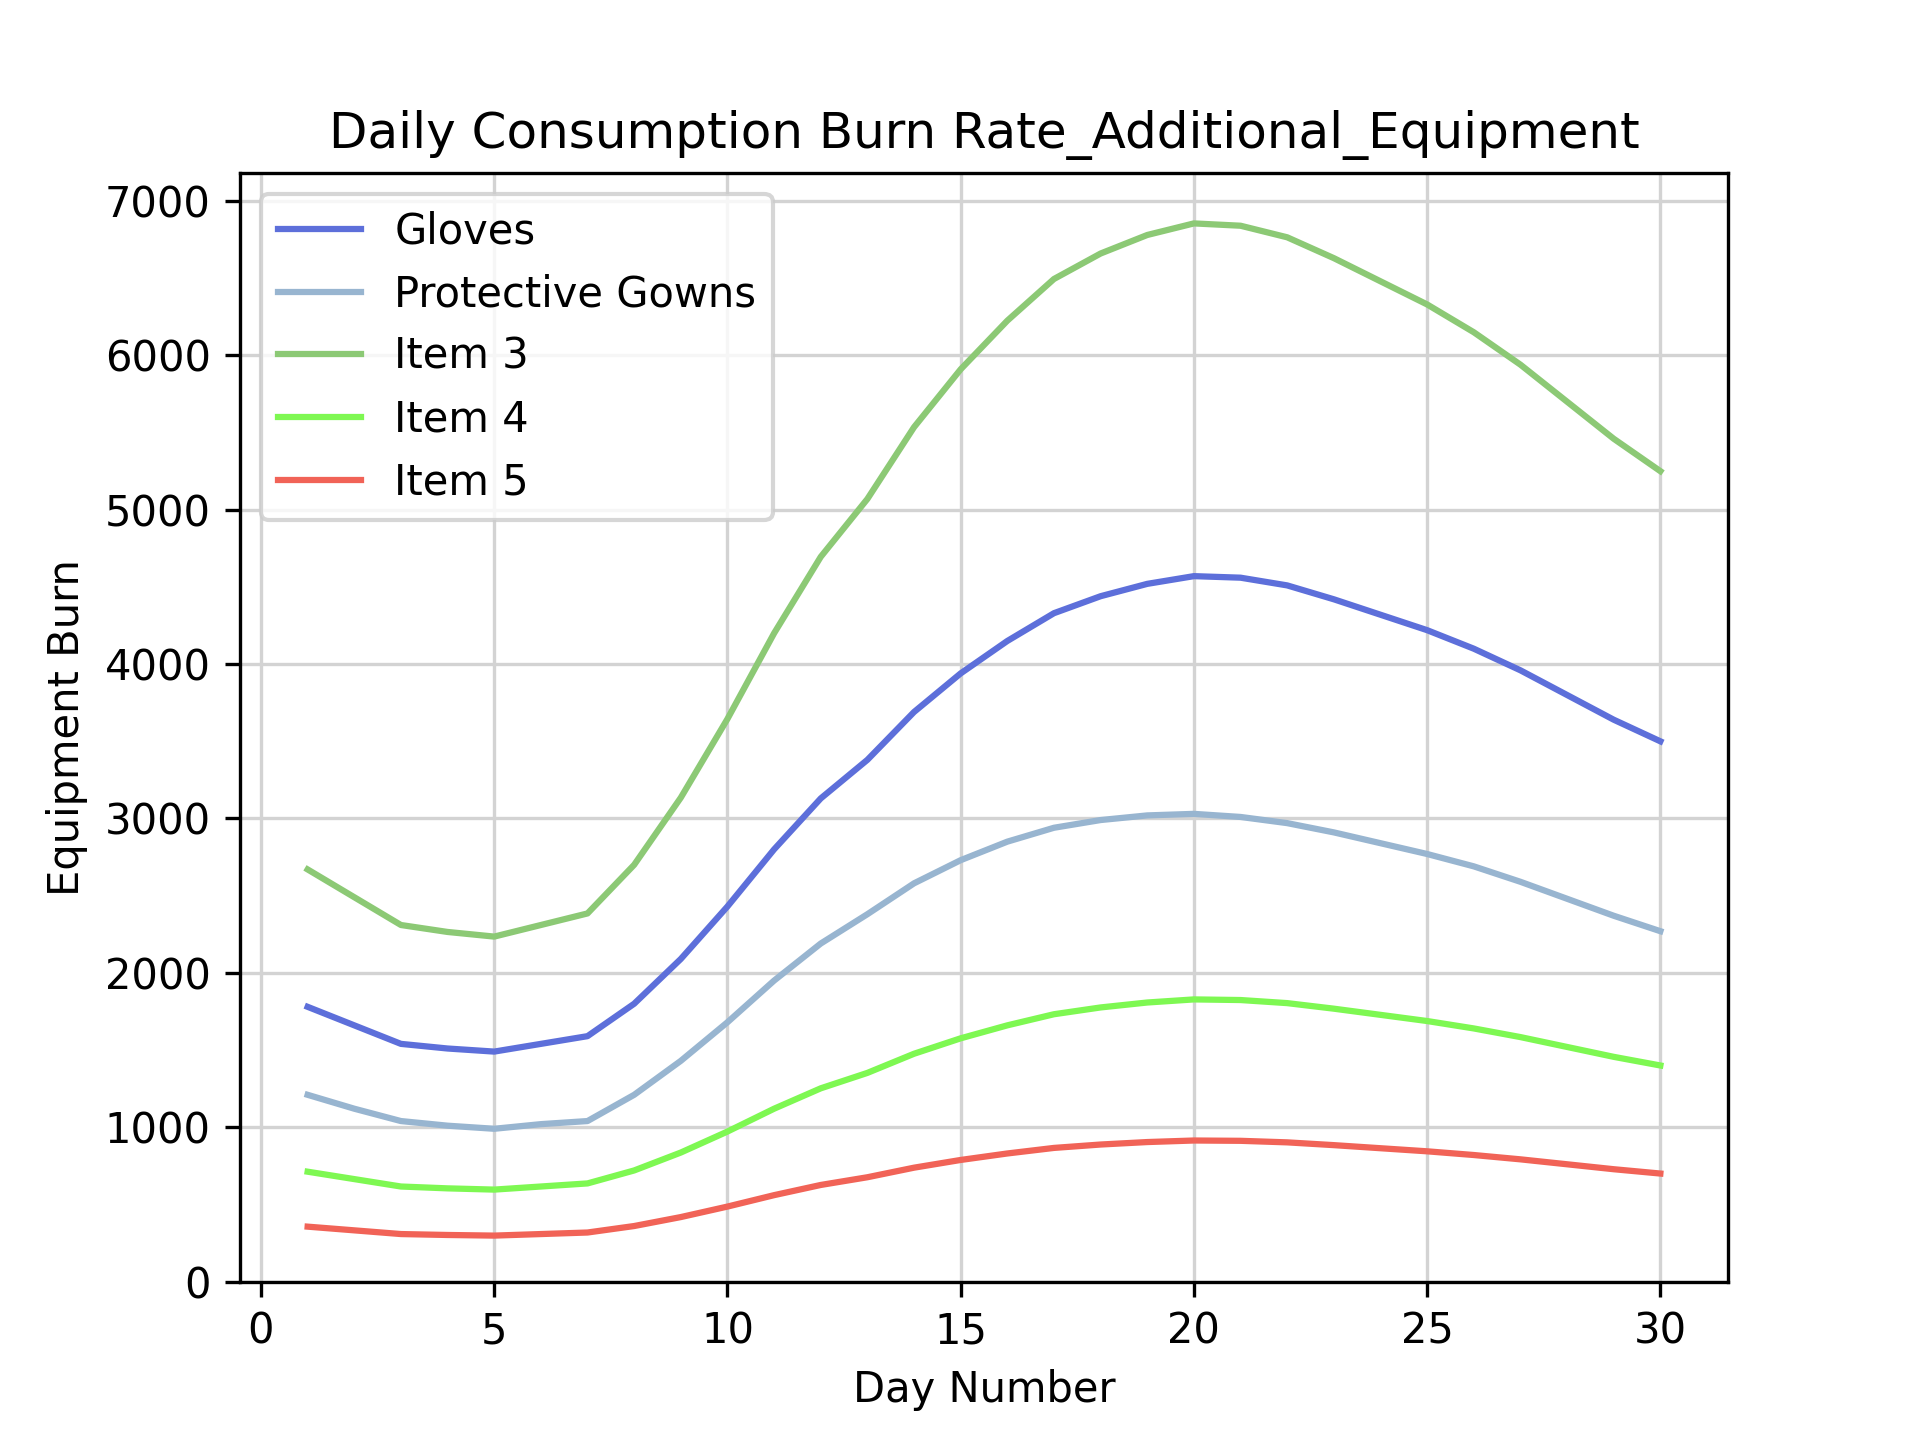 Daily Consumption Burn Rate_Additional_Equipment
7000
6000
5000
4000
3000
2000
1000
0
Equipment Burn
Gloves
Protective Gowns
Item 3
Item 4
Item 5
0 5 10 15 20 25 30
Day Number